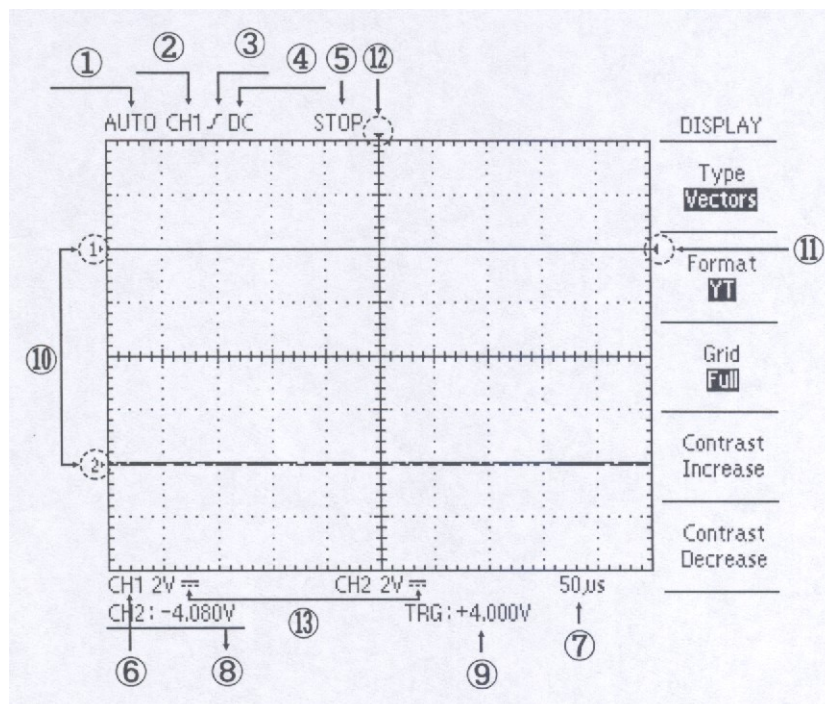 ① ② ③ ④ ⑤ ⑫
AUTO CH1 DC STOP
DISPLAY
Type
Vectors
1
⑪
Format
YT
⑩
Grid
Full
Contrast
Increase
2
Contrast
Decrease
CH1 2V CH2 2V 50µs
CH2: -4.080V TRG: +4.000V
⑬
⑥ ⑧ ⑨ ⑦